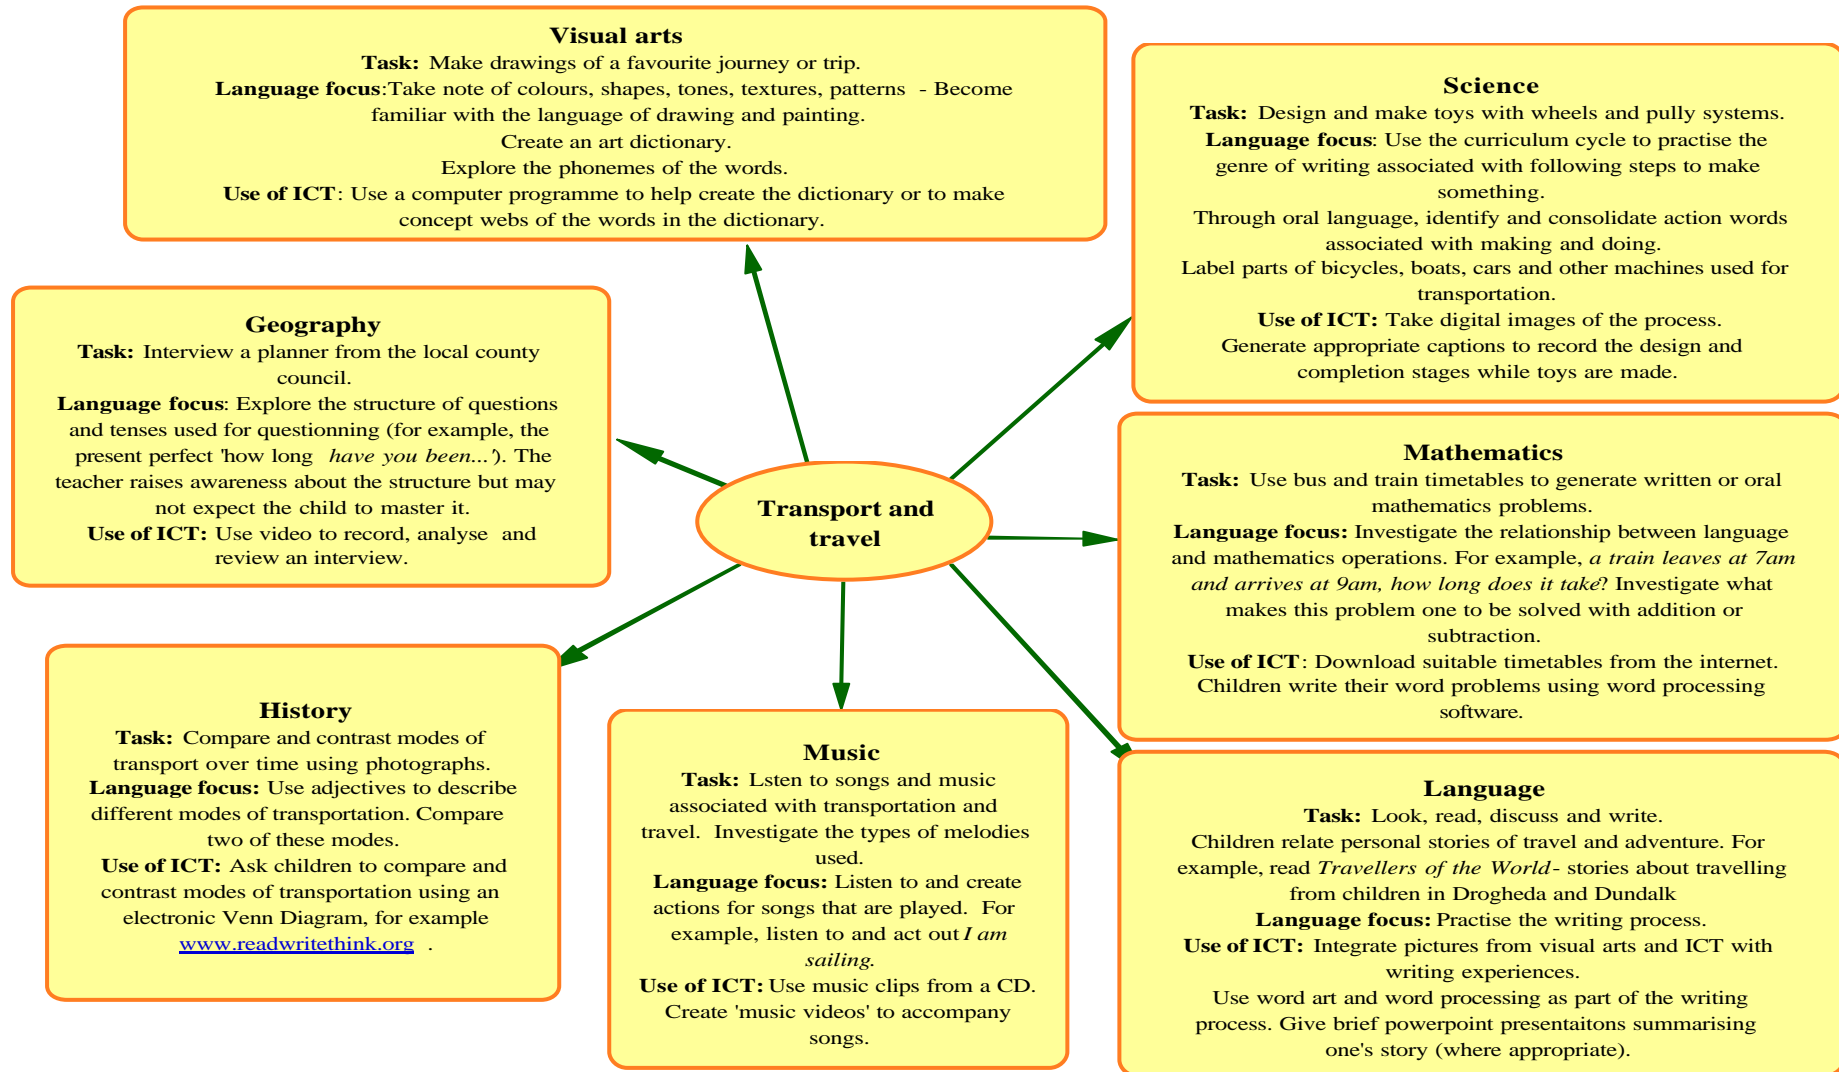 Visual arts
Task: Make drawings of a favourite journey or trip.
Language focus:Take note of colours, shapes, tones, textures, patterns - Become
familiar with the language of drawing and painting.
Create an art dictionary.
Explore the phonemes of the words.
Use of ICT: Use a computer programme to help create the dictionary or to make
concept webs of the words in the dictionary.
Science
Task: Design and make toys with wheels and pully systems.
Language focus: Use the curriculum cycle to practise the
genre of writing associated with following steps to make
something.
Through oral language, identify and consolidate action words
associated with making and doing.
Label parts of bicycles, boats, cars and other machines used for
transportation.
Use of ICT: Take digital images of the process.
Generate appropriate captions to record the design and
completion stages while toys are made.
Geography
Task: Interview a planner from the local county
council.
Language focus: Explore the structure of questions
and tenses used for questionning (for example, the
present perfect 'how long have you been...'). The
teacher raises awareness about the structure but may
not expect the child to master it.
Use of ICT: Use video to record, analyse and
review an interview.
Transport and
travel
Mathematics
Task: Use bus and train timetables to generate written or oral
mathematics problems.
Language focus: Investigate the relationship between language
and mathematics operations. For example, a train leaves at 7am
and arrives at 9am, how long does it take? Investigate what
makes this problem one to be solved with addition or
subtraction.
Use of ICT: Download suitable timetables from the internet.
Children write their word problems using word processing
software.
History
Task: Compare and contrast modes of
transport over time using photographs.
Language focus: Use adjectives to describe
different modes of transportation. Compare
two of these modes.
Use of ICT: Ask children to compare and
contrast modes of transportation using an
electronic Venn Diagram, for example
www.readwritethink.org .
Music
Task: Lsten to songs and music
associated with transportation and
travel. Investigate the types of melodies
used.
Language focus: Listen to and create
actions for songs that are played. For
example, listen to and act out I am
sailing.
Use of ICT: Use music clips from a CD.
Create 'music videos' to accompany
songs.
Language
Task: Look, read, discuss and write.
Children relate personal stories of travel and adventure. For
example, read Travellers of the World - stories about travelling
from children in Drogheda and Dundalk
Language focus: Practise the writing process.
Use of ICT: Integrate pictures from visual arts and ICT with
writing experiences.
Use word art and word processing as part of the writing
process. Give brief powerpoint presentaitons summarising
one's story (where appropriate).